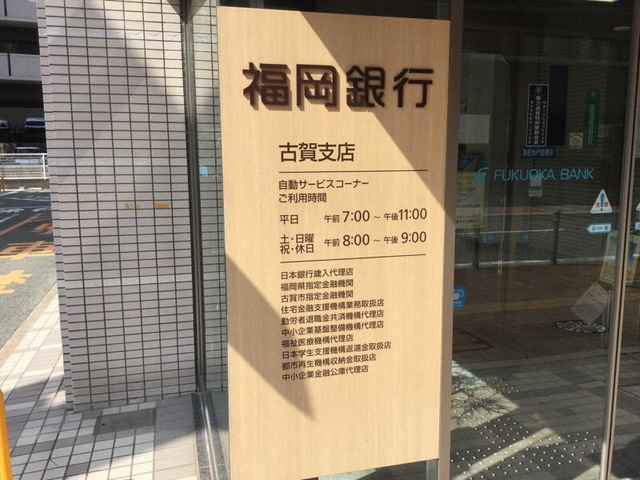 福岡銀行
古賀支店
自動サービスコーナー
ご利用時間
平日 午前7:00～午後11:00
土・日曜 午前8:00～午後9:00
祝・休日
日本銀行歳入代理店
福岡県指定金融機関
古賀市指定金融機関
住宅金融支援機構業務取扱店
勤労者退職金共済機構代理店
中小企業基盤整備機構代理店
福祉医療機構代理店
日本学生支援機構返還金取扱店
都市再生機構収納金取扱店
中小企業金融公庫代理店
FUKUOKA BANK